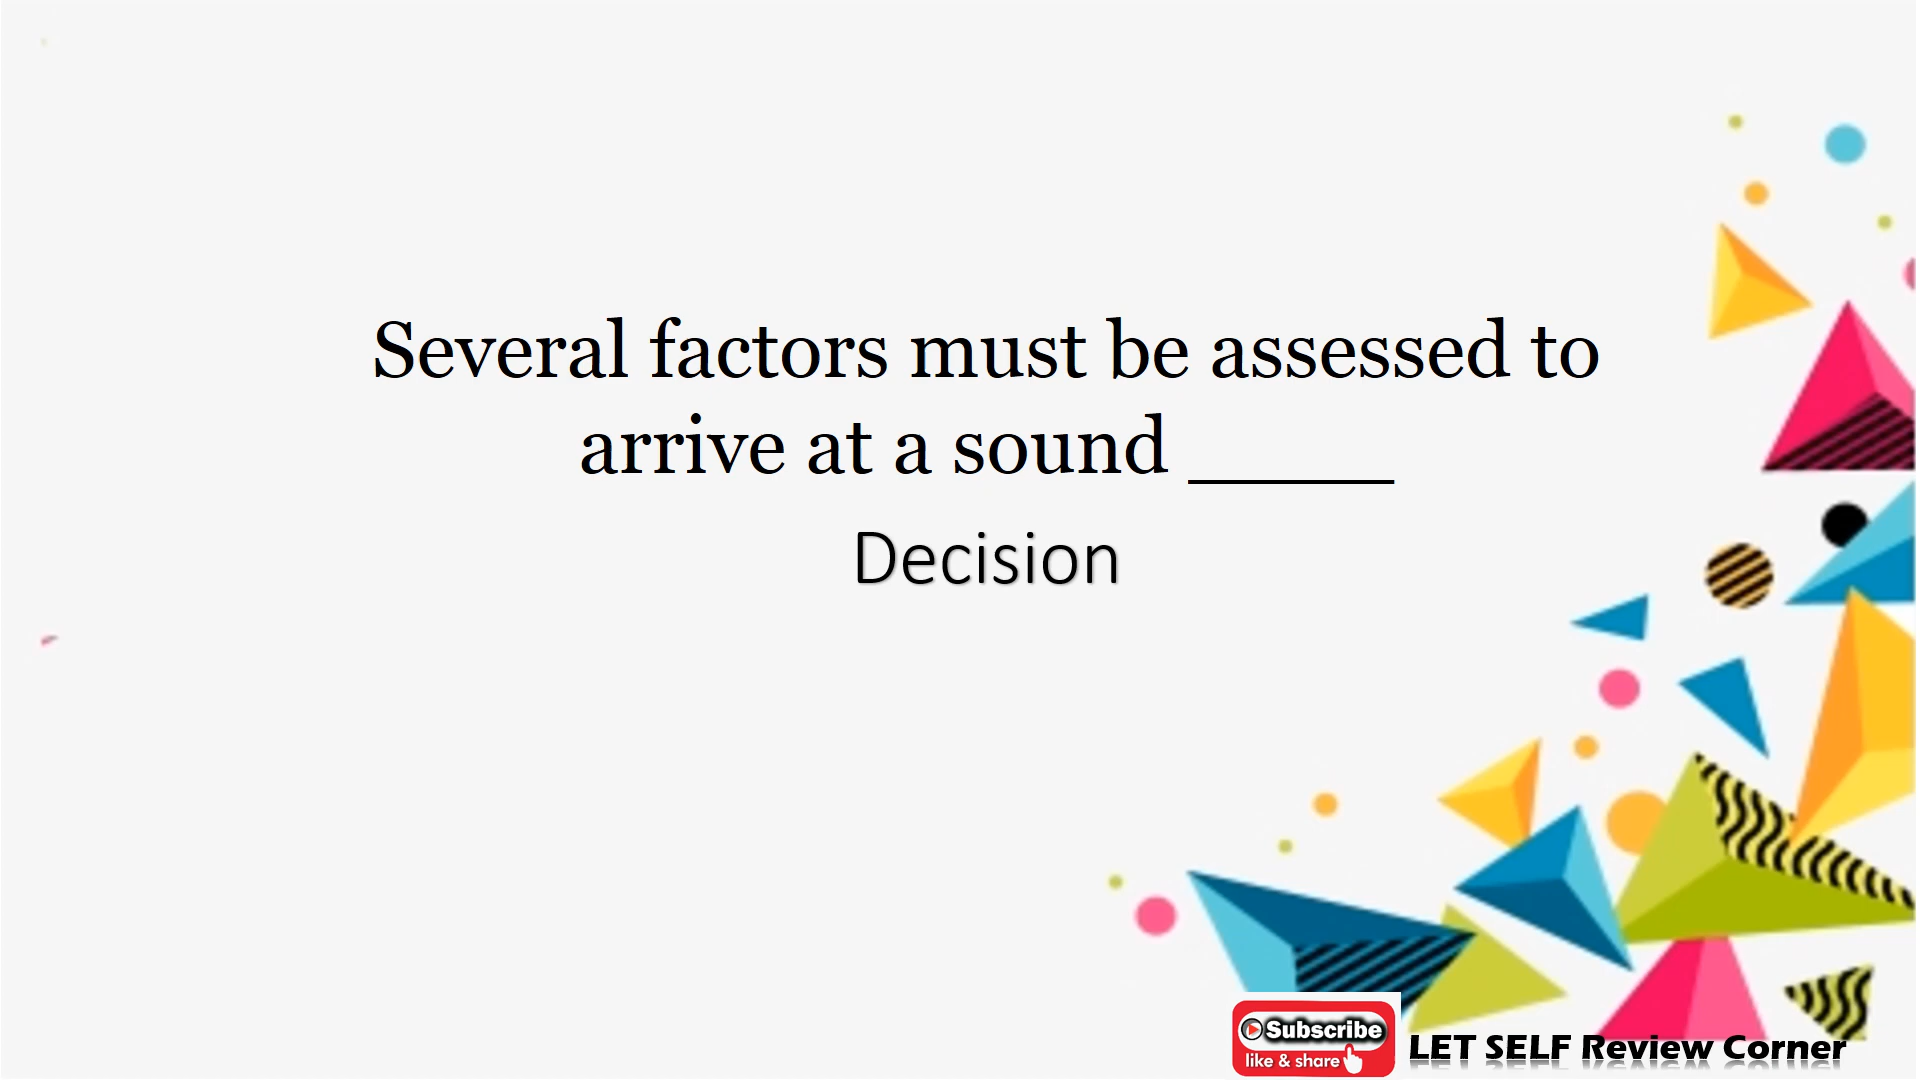 Several factors must be assessed to
arrive at a sound _____
Decision
Subscribe
like & share
LET SELF Review Corner